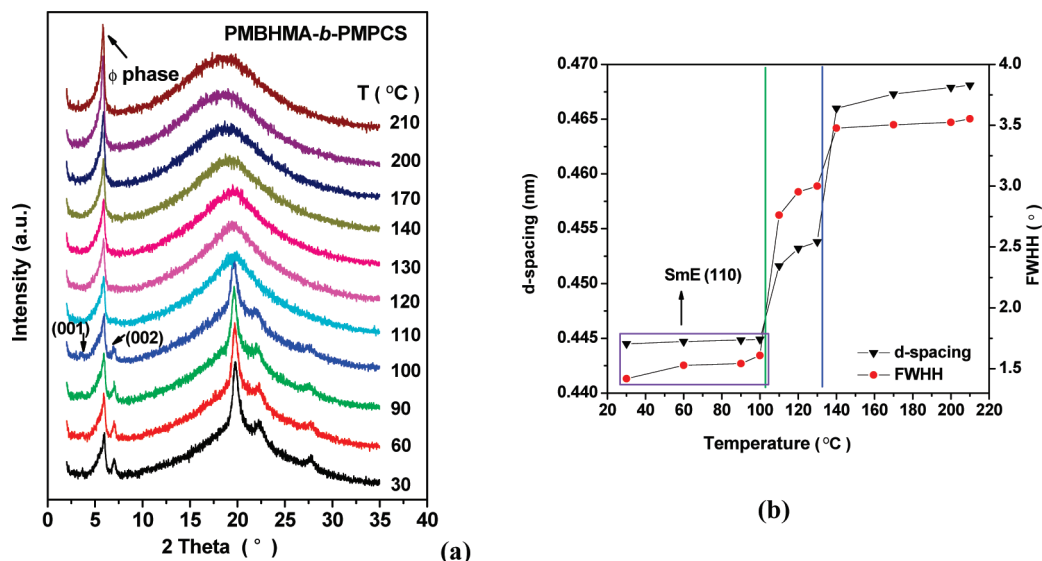 PMBHMA-b-PMPCS
ϕ phase
T ( °C)
210
200
170
140
130
120
110
100
90
60
30
(001)
(002)
Intensity (a.u.)
0 5 10 15 20 25 30 35 40
2 Theta ( ° )
(a)
0.470
0.465
0.460
0.455
0.450
0.445
0.440
d-spacing (nm)
4.0
3.5
3.0
2.5
2.0
1.5
FWHH (°)
SmE (110)
d-spacing
FWHH
20 40 60 80 100 120 140 160 180 200 220
Temperature (°C)
(b)